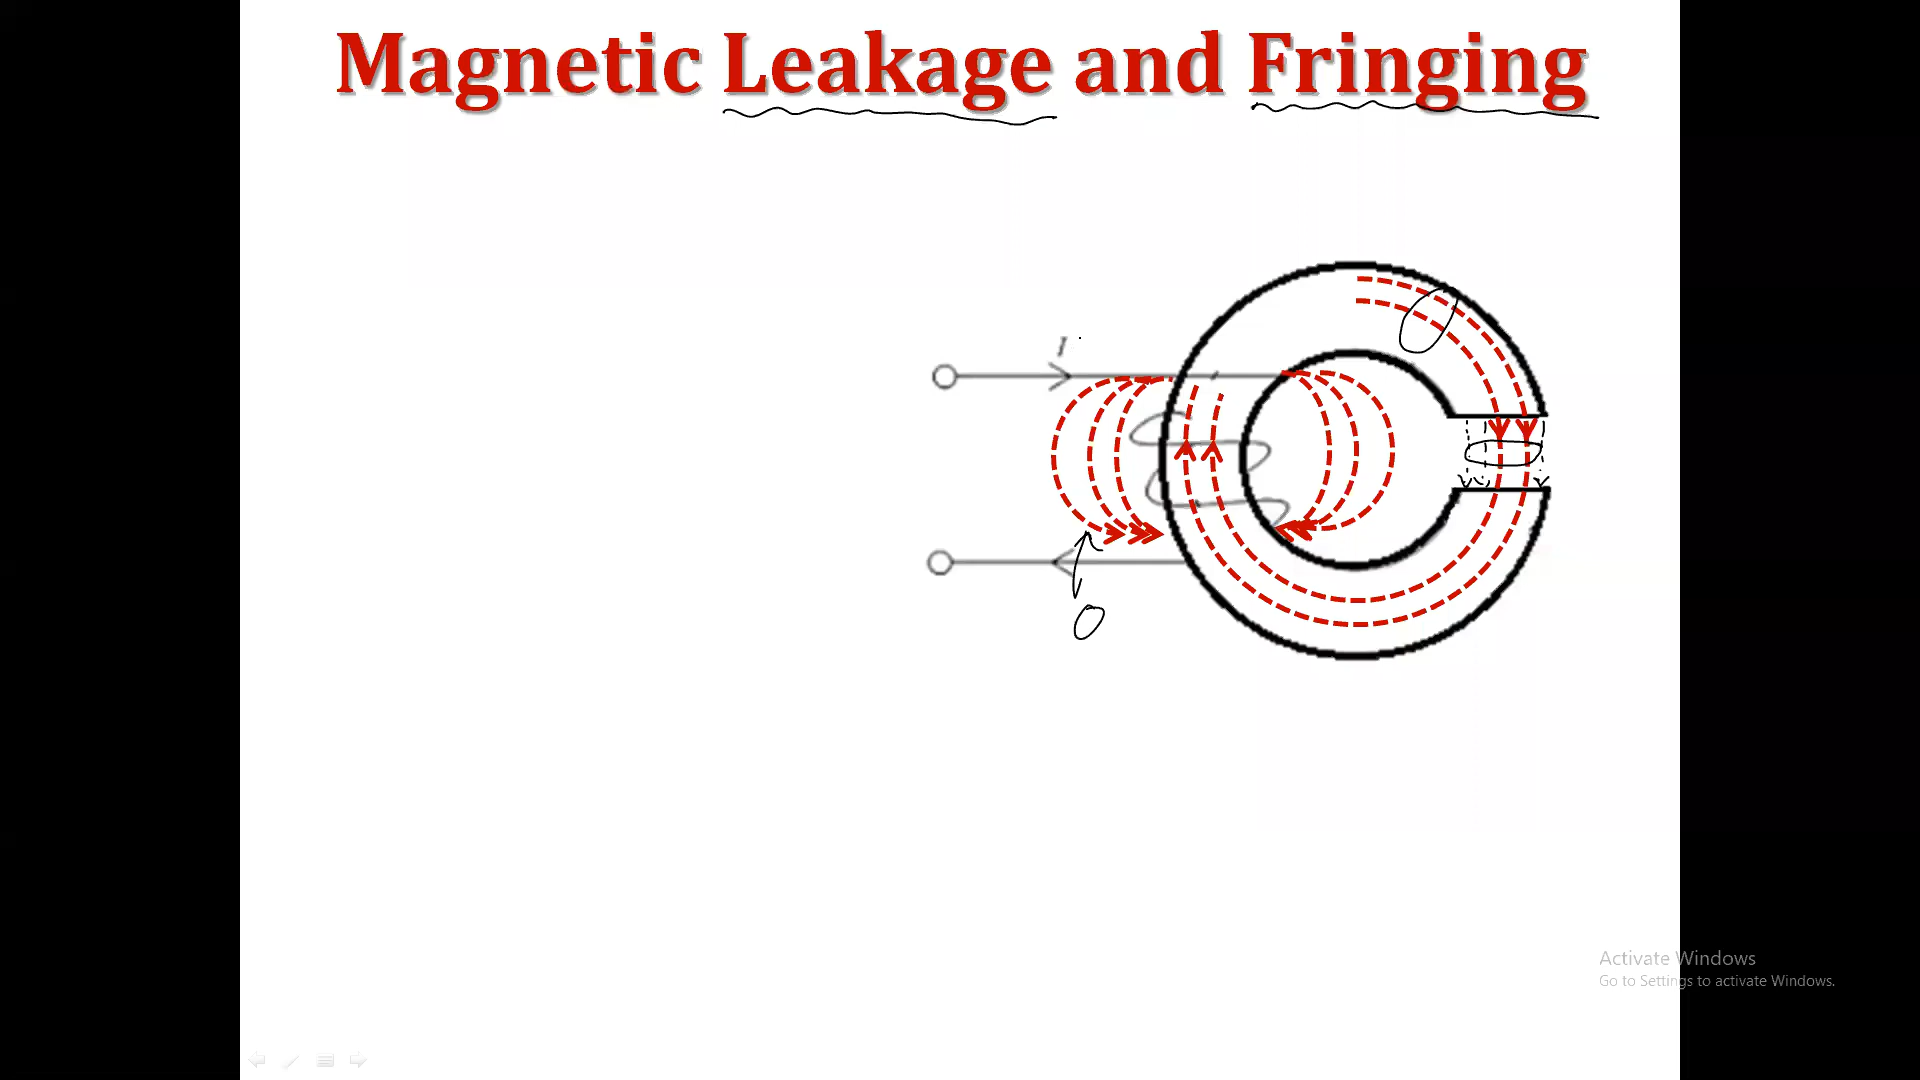 Magnetic Leakage and Fringing
I
Activate Windows
Go to Settings to activate Windows.